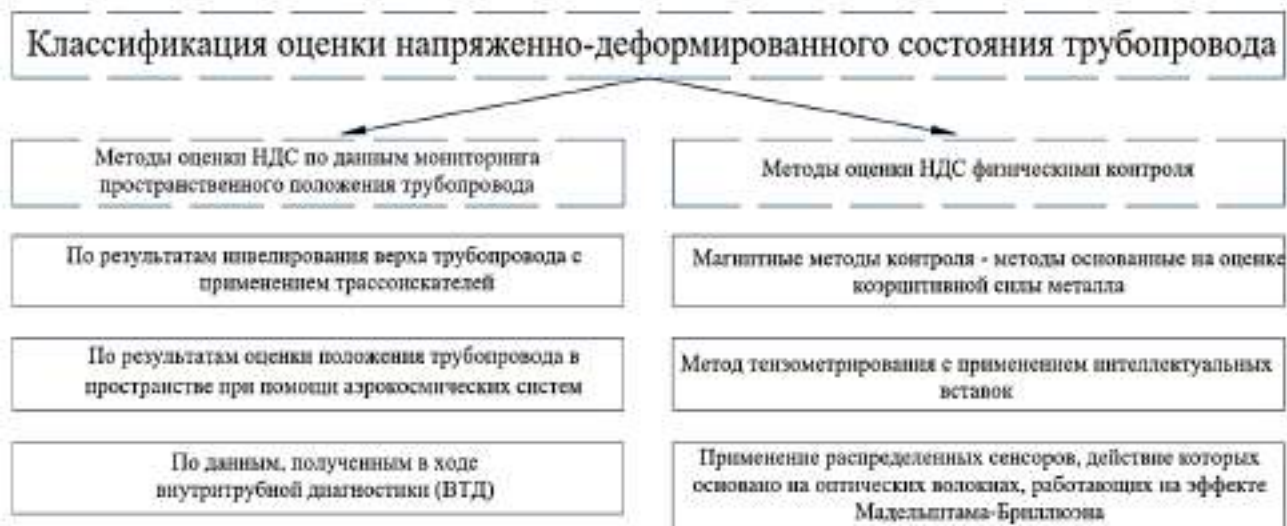 Классификация оценки напряженно-деформированного состояния трубопровода
Методы оценки НДС по данным мониторинга
пространственного положения трубопровода
По результатам нивелирования верха трубопровода с
применением трассоискателей
По результатам оценки положения трубопровода в
пространстве при помощи аэрокосмических систем
По данным, полученным в ходе
внутритрубной диагностики (ВТД)
Методы оценки НДС физическими контроля
Магнитные методы контроля - методы основанные на оценке
коэрцитивной силы металла
Метод тензометрирования с применением интеллектуальных
вставок
Применение распределенных сенсоров, действие которых
основано на оптических волокнах, работающих на эффекте
Мадельштама-Бриллюэна